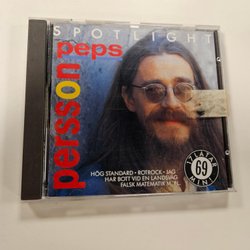 SPOTLIGHT
peps
persson
HÖG STANDARD • ROTROCK • JAG
HAR BOTT VID EN LANDSVÄG
FALSK MATEMATIK M.FL.
17 LÅTAR
69
MIN.